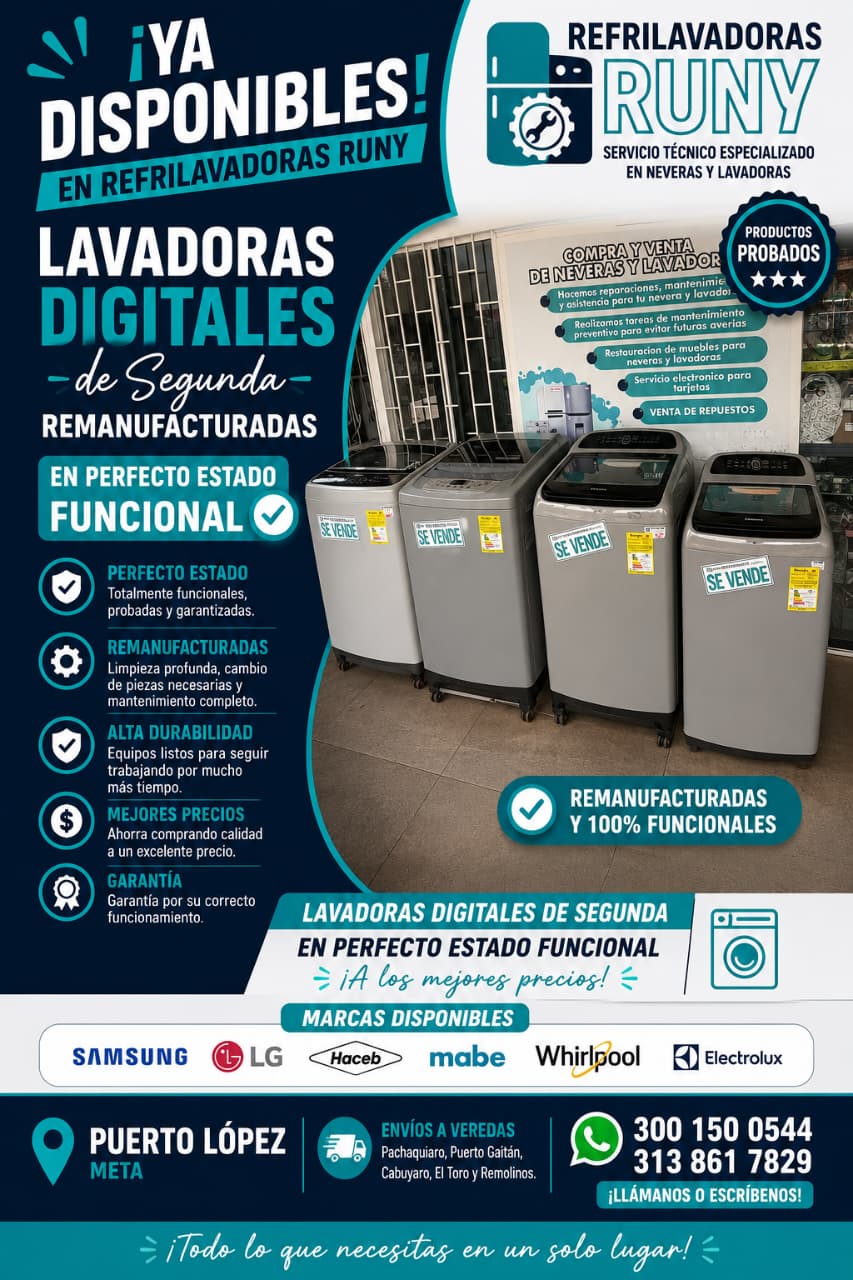 ¡YA
DISPONIBLES!
EN REFRILAVADORAS RUNY
REFRILAVADORAS
RUNY
SERVICIO TÉCNICO ESPECIALIZADO
EN NEVERAS Y LAVADORAS
PRODUCTOS
PROBADOS
LAVADORAS
DIGITALES
de Segunda
REMANUFACTURADAS
EN PERFECTO ESTADO
FUNCIONAL
COMPRA Y VENTA
DE NEVERAS Y LAVADOR
Hacemos reparaciones, mantenimie
y asistencia para tu nevera y lavador
Realizamos tareas de mantenimiento
preventivo para evitar futuras averias
Restauracion de muebles para
neveras y lavadoras
Servicio electronico para
tarjetas
VENTA DE REPUESTOS
SE VENDE
SE VENDE
SE VENDE
SE VENDE
PERFECTO ESTADO
Totalmente funcionales,
probadas y garantizadas.
REMANUFACTURADAS
Limpieza profunda, cambio
de piezas necesarias y
mantenimiento completo.
ALTA DURABILIDAD
Equipos listos para seguir
trabajando por mucho
más tiempo.
MEJORES PRECIOS
Ahorra comprando calidad
a un excelente precio.
GARANTÍA
Garantía por su correcto
funcionamiento.
REMANUFACTURADAS
Y 100% FUNCIONALES
LAVADORAS DIGITALES DE SEGUNDA
EN PERFECTO ESTADO FUNCIONAL
¡A los mejores precios!
MARCAS DISPONIBLES
SAMSUNG LG Haceb mabe Whirlpool Electrolux
PUERTO LÓPEZ
META
ENVÍOS A VEREDAS
Pachaquiaro, Puerto Gaitán,
Cabuyaro, El Toro y Remolinos.
300 150 0544
313 861 7829
¡LLÁMANOS O ESCRÍBENOS!
¡Todo lo que necesitas en un solo lugar!